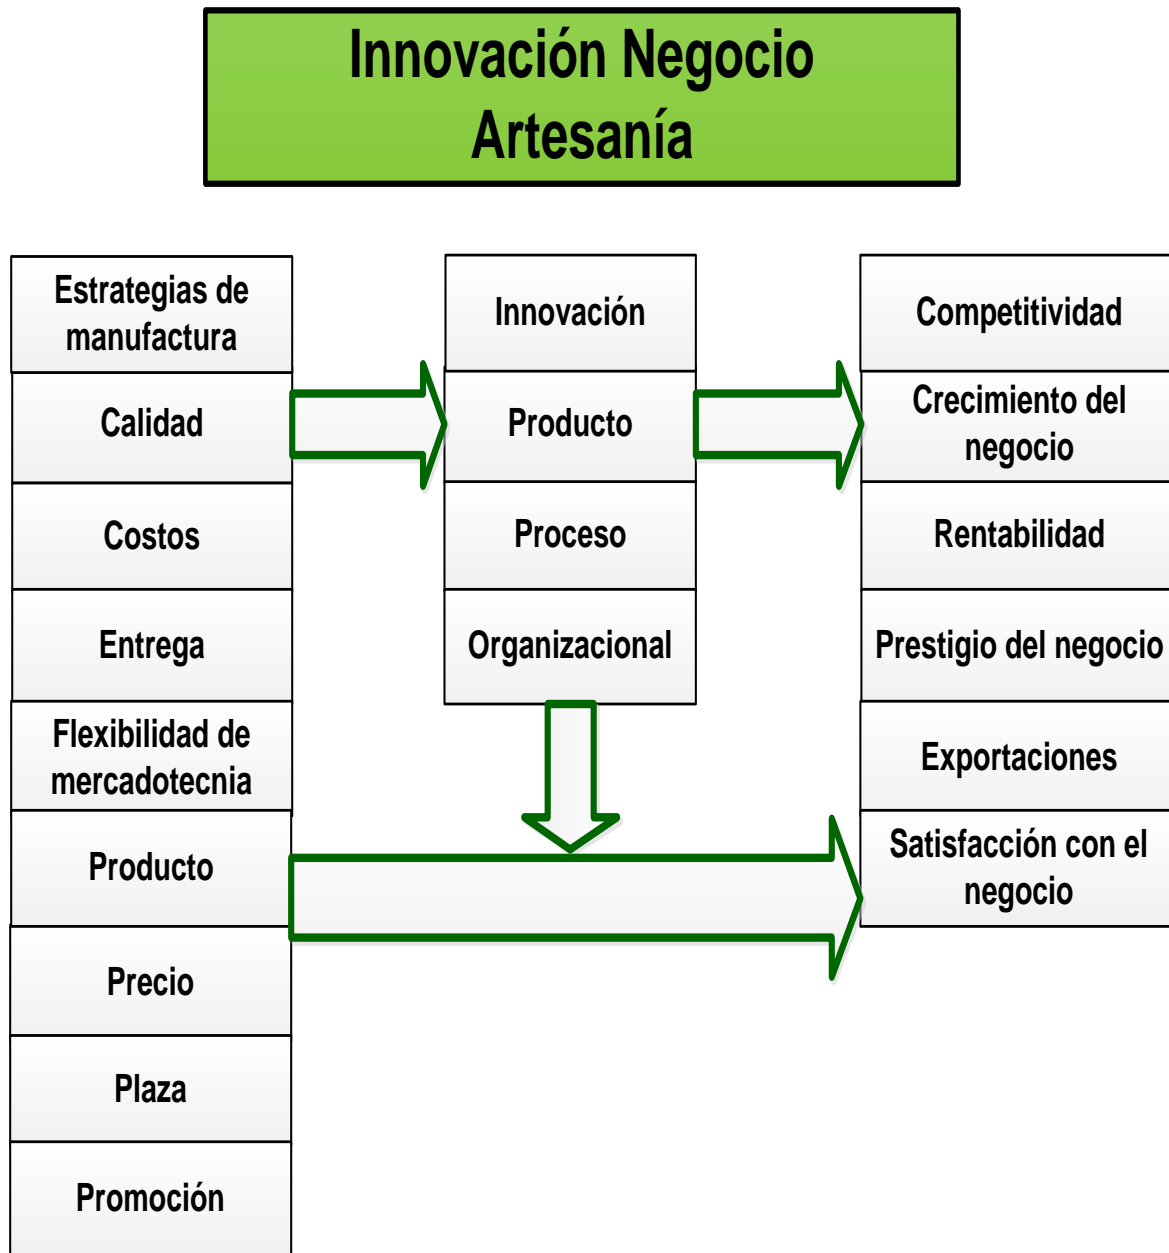 Innovación Negocio
Artesanía
Estrategias de
manufactura
Calidad
Costos
Entrega
Flexibilidad de
mercadotecnia
Producto
Precio
Plaza
Promoción
Innovación
Producto
Proceso
Organizacional
Competitividad
Crecimiento del
negocio
Rentabilidad
Prestigio del negocio
Exportaciones
Satisfacción con el
negocio